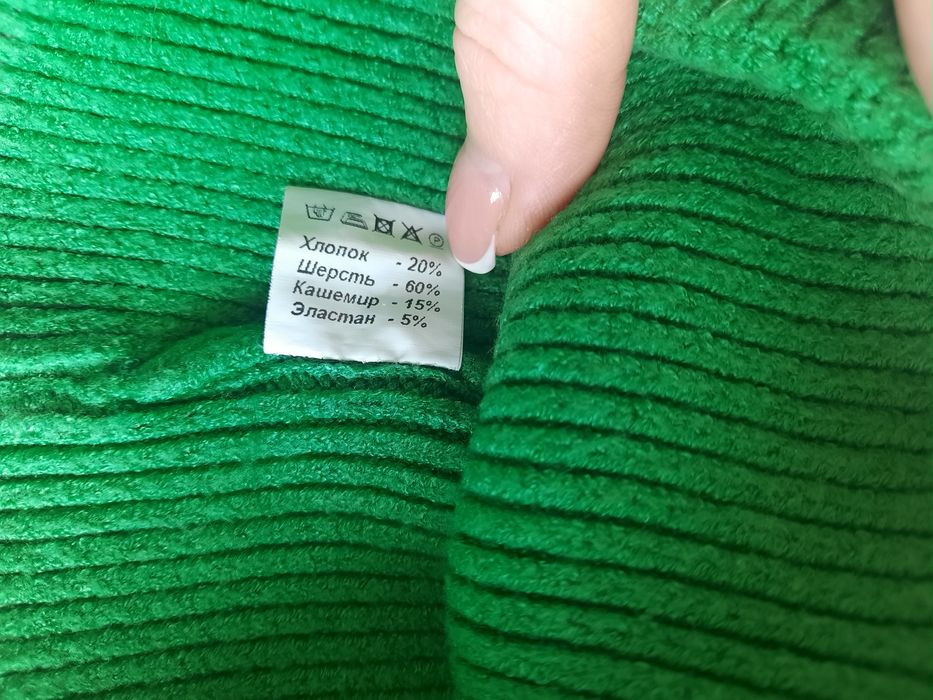 Ⓟ
Хлопок - 20%
Шерсть - 60%
Кашемир - 15%
Эластан - 5%